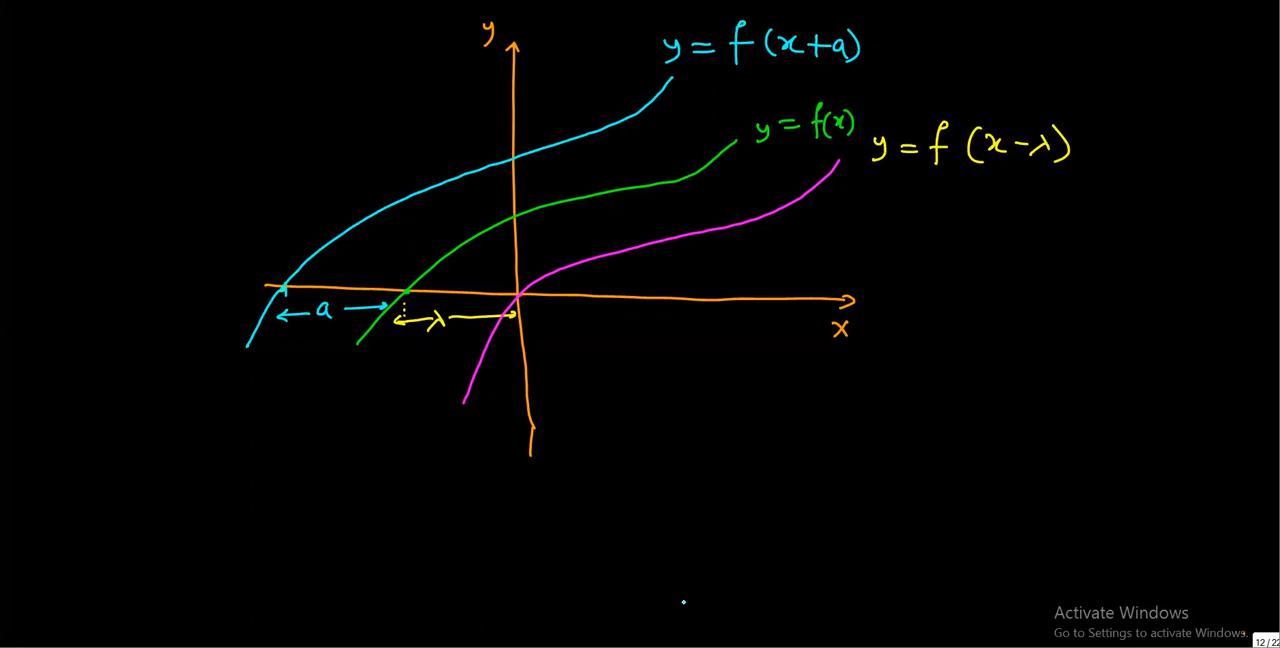 y
y = f(x+a)
y = f(x)
y = f(x-λ)
a
λ
x
Activate Windows
Go to Settings to activate Windows.
12 / 22